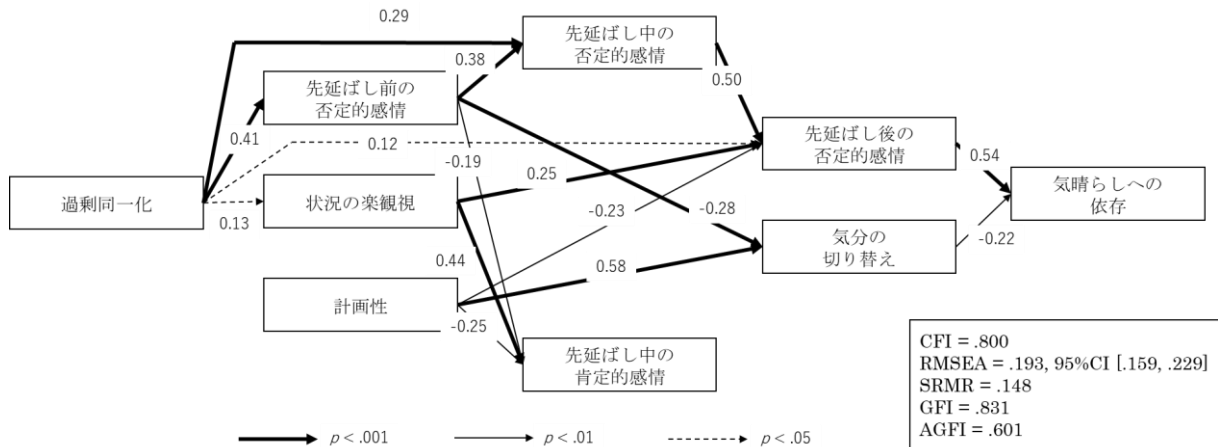 0.29
先延ばし中の
否定的感情
0.38
先延ばし前の
否定的感情
0.50
0.41
0.12
先延ばし後の
否定的感情
-0.19
0.25
0.54
過剰同一化
0.13
状況の楽観視
気晴らしへの
依存
-0.23
-0.28
気分の
切り替え
-0.22
0.44
0.58
計画性
-0.25
先延ばし中の
肯定的感情
CFI = .800
RMSEA = .193, 95%CI [.159, .229]
SRMR = .148
GFI = .831
AGFI = .601
p < .001
p < .01
p < .05